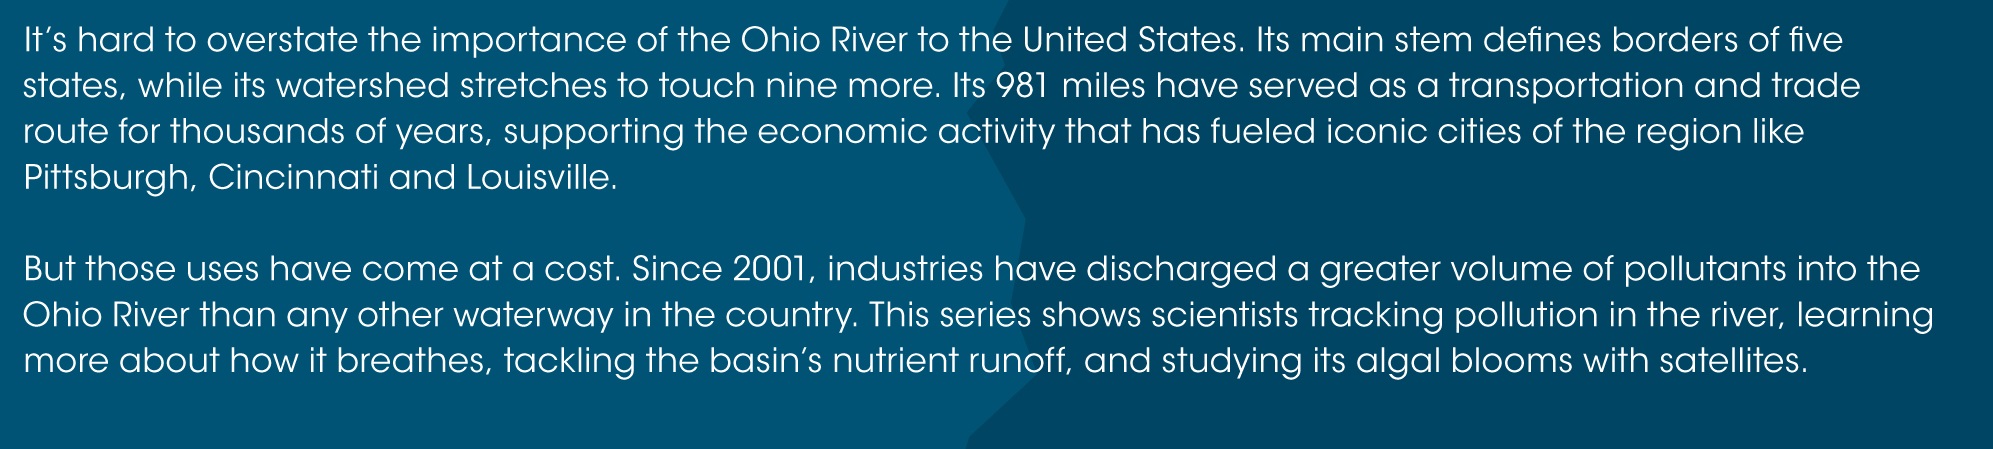 It’s hard to overstate the importance of the Ohio River to the United States. Its main stem defines borders of five
states, while its watershed stretches to touch nine more. Its 981 miles have served as a transportation and trade
route for thousands of years, supporting the economic activity that has fueled iconic cities of the region like
Pittsburgh, Cincinnati and Louisville.
But those uses have come at a cost. Since 2001, industries have discharged a greater volume of pollutants into the
Ohio River than any other waterway in the country. This series shows scientists tracking pollution in the river, learning
more about how it breathes, tackling the basin’s nutrient runoff, and studying its algal blooms with satellites.